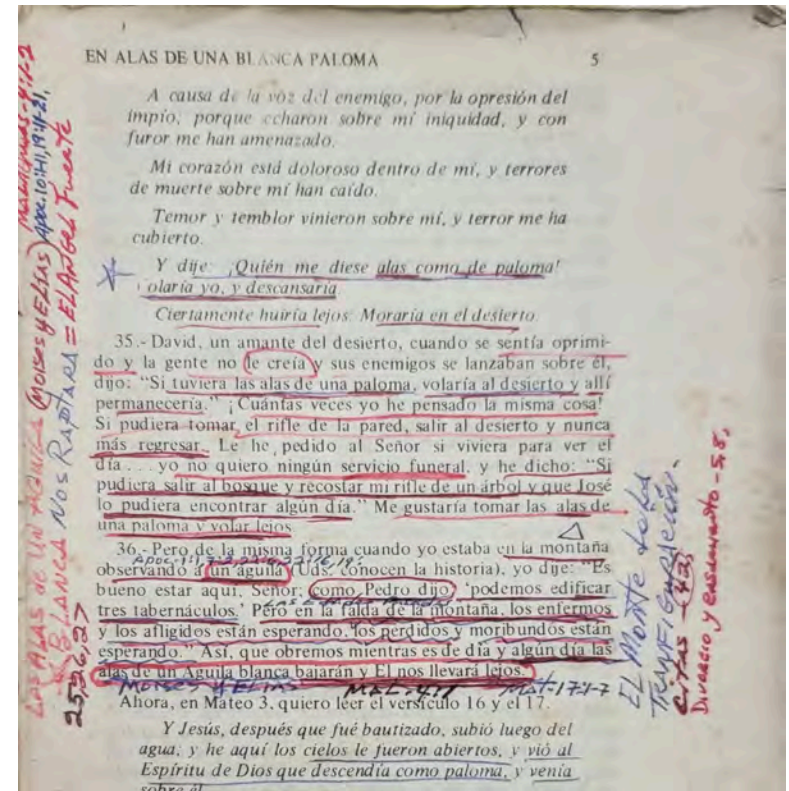 EN ALAS DE UNA BLANCA PALOMA 5
A causa de la voz del enemigo, por la opresión del
impío; porque echaron sobre mí iniquidad, y con
furor me han amenazado.
Mi corazón está doloroso dentro de mí, y terrores
de muerte sobre mí han caído.
Temor y temblor vinieron sobre mí, y terror me ha
cubierto.
Y dije: ¡Quién me diese alas como de paloma!
olaría yo, y descansaría
Ciertamente huiría lejos: Moraría en el desierto.
35.- David, un amante del desierto, cuando se sentía oprimi-
do y la gente no le creía y sus enemigos se lanzaban sobre él,
dijo: “Si tuviera las alas de una paloma, volaría al desierto y allí
permanecería.” ¡Cuántas veces yo he pensado la misma cosa!
Si pudiera tomar el rifle de la pared, salir al desierto y nunca
más regresar. Le he pedido al Señor si viviera para ver el
día . . . yo no quiero ningún servicio funeral, y he dicho: “Si
pudiera salir al bosque y recostar mi rifle de un árbol y que José
lo pudiera encontrar algún día.” Me gustaría tomar las alas de
una paloma y volar lejos
36.- Pero de la misma forma cuando yo estaba en la montaña
observando a un águila (Uds. conocen la historia), yo dije: “Es
bueno estar aquí, Señor; como Pedro dijo, ‘podemos edificar
tres tabernáculos.’ Pero en la falda de la montaña, los enfermos
y los afligidos están esperando, los perdidos y moribundos están
esperando.” Así, que obremos mientras es de día y algún día las
alas de un Aguila blanca bajarán y El nos llevará lejos.
MOISES Y ELIAS MAL-4:1 Mat-17:1-7
Ahora, en Mateo 3, quiero leer el versículo 16 y el 17.
Y Jesús, después que fué bautizado, subió luego del
agua; y he aquí los cielos le fueron abiertos, y vió al
Espíritu de Dios que descendía como paloma, y venía
sobre él
LAS ALAS de UN AQUILA (MOISES Y ELIAS) Apoc.10:1-11,19:11-21,
BLANCA NOS RAPTARA = EL ANGEL Fuerte
25,26,27
EL MONTE
TRANFIGURACION.
CITAS -
Divorcio y casamiento - 58,